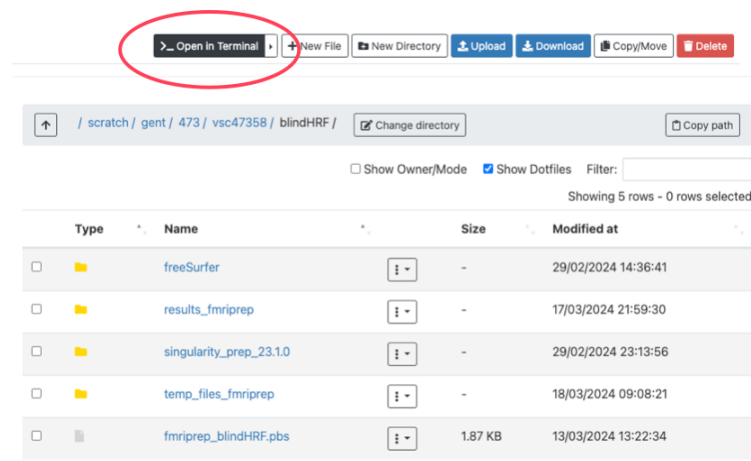 >_ Open in Terminal + New File New Directory Upload Download Copy/Move Delete
/ scratch / gent / 473 / vsc47358 / blindHRF / Change directory Copy path
Show Owner/Mode Show Dotfiles Filter:
Showing 5 rows - 0 rows selected
Type Name Size Modified at
freeSurfer - 29/02/2024 14:36:41
results_fmriprep - 17/03/2024 21:59:30
singularity_prep_23.1.0 - 29/02/2024 23:13:56
temp_files_fmriprep - 18/03/2024 09:08:21
fmriprep_blindHRF.pbs 1.87 KB 13/03/2024 13:22:34